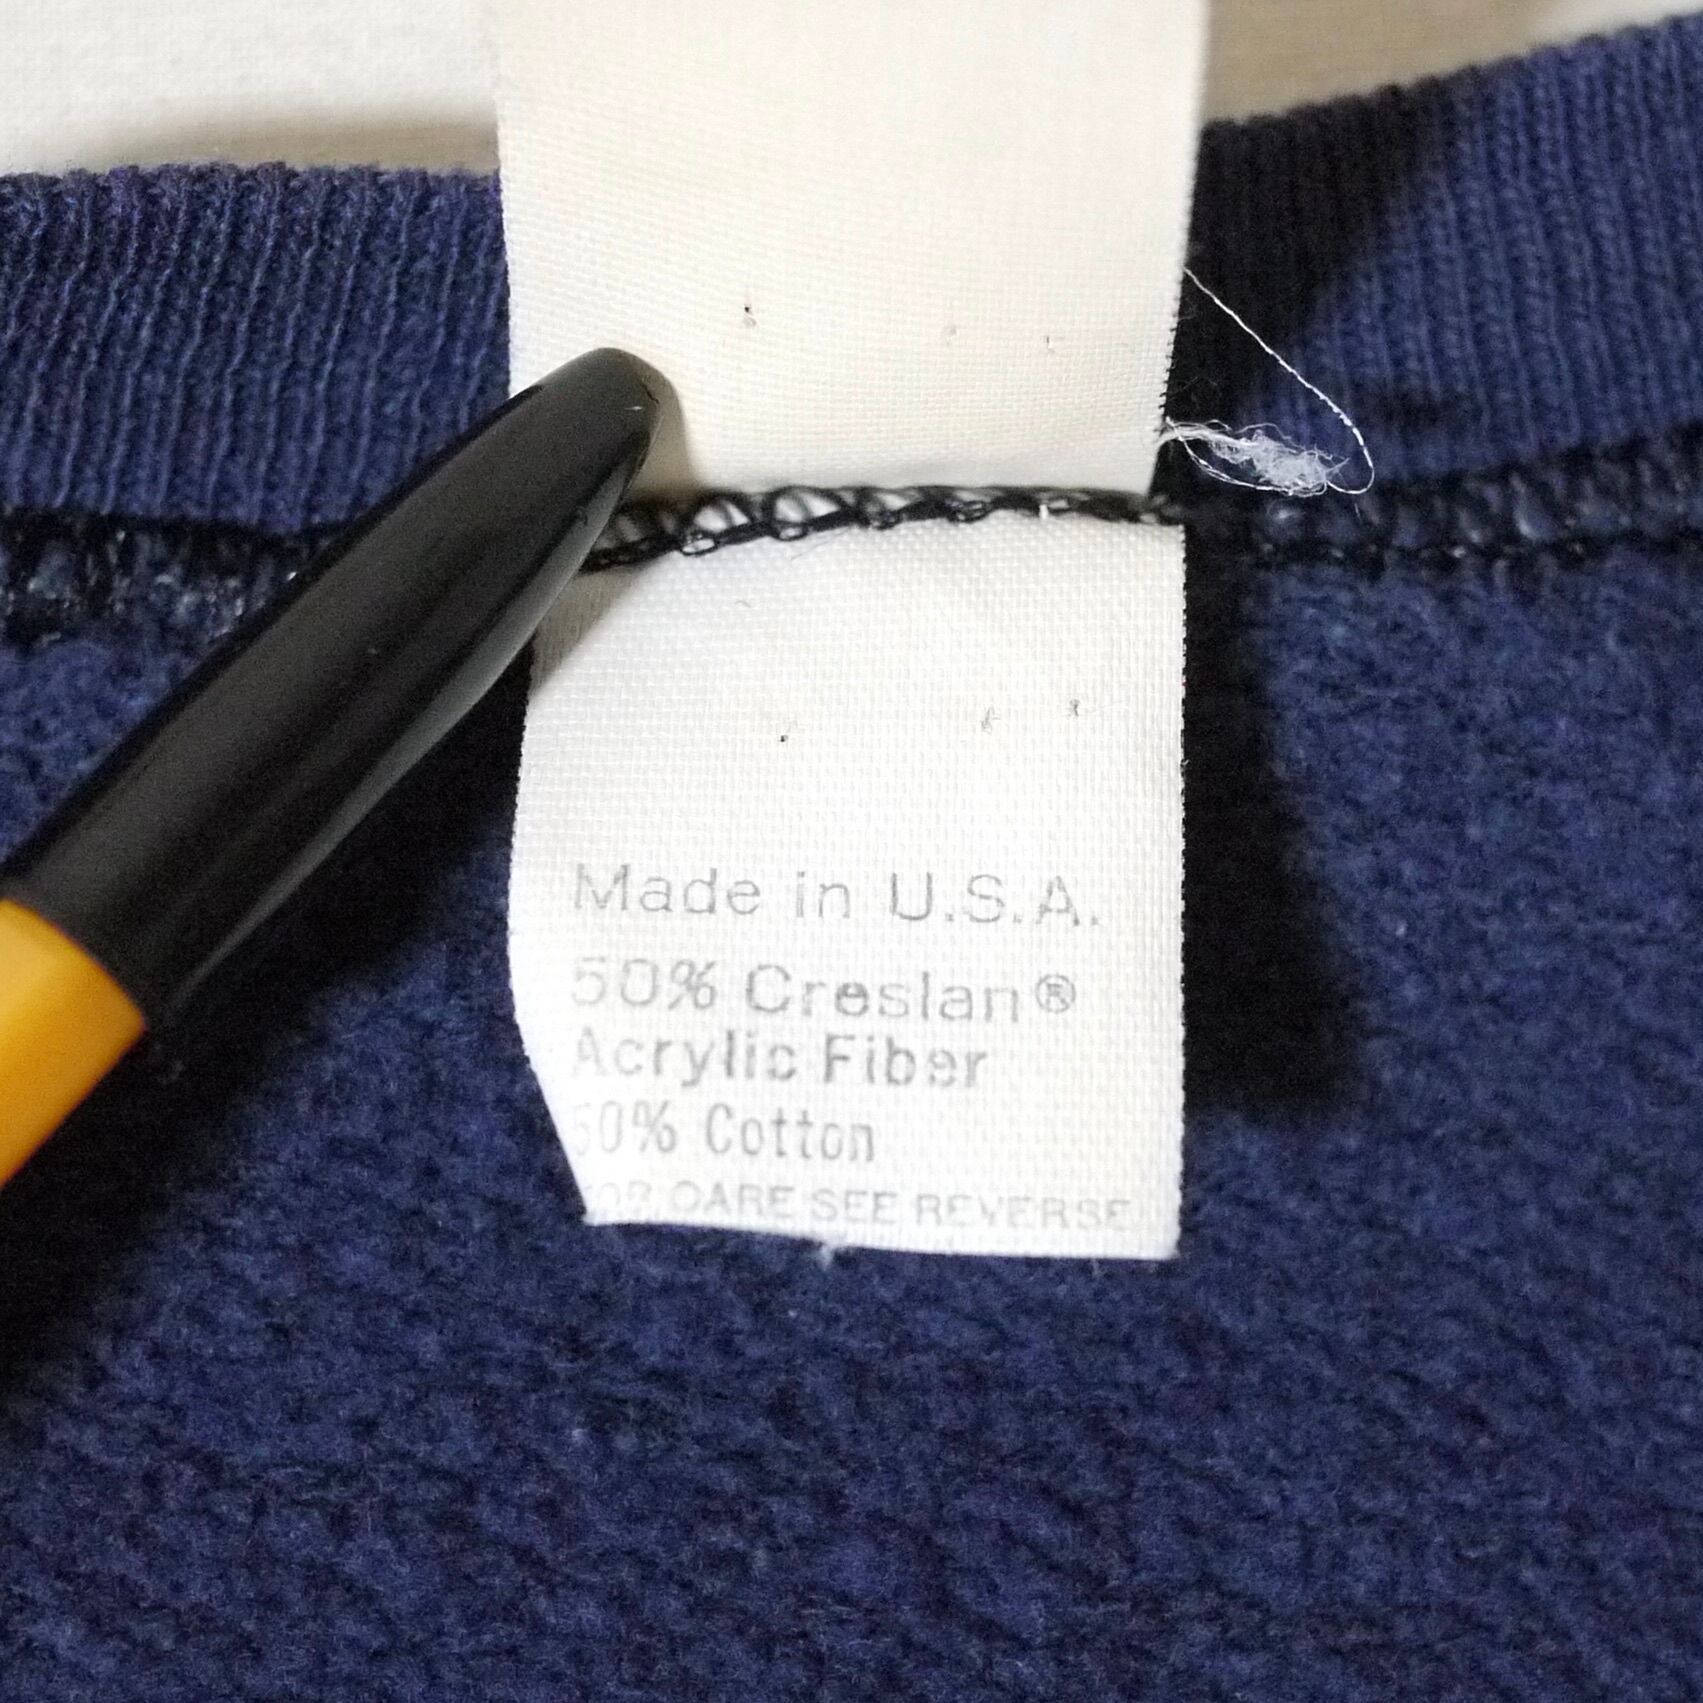 Made in U.S.A.
50% Creslan®
Acrylic Fiber
50% Cotton
FOR CARE SEE REVERSE